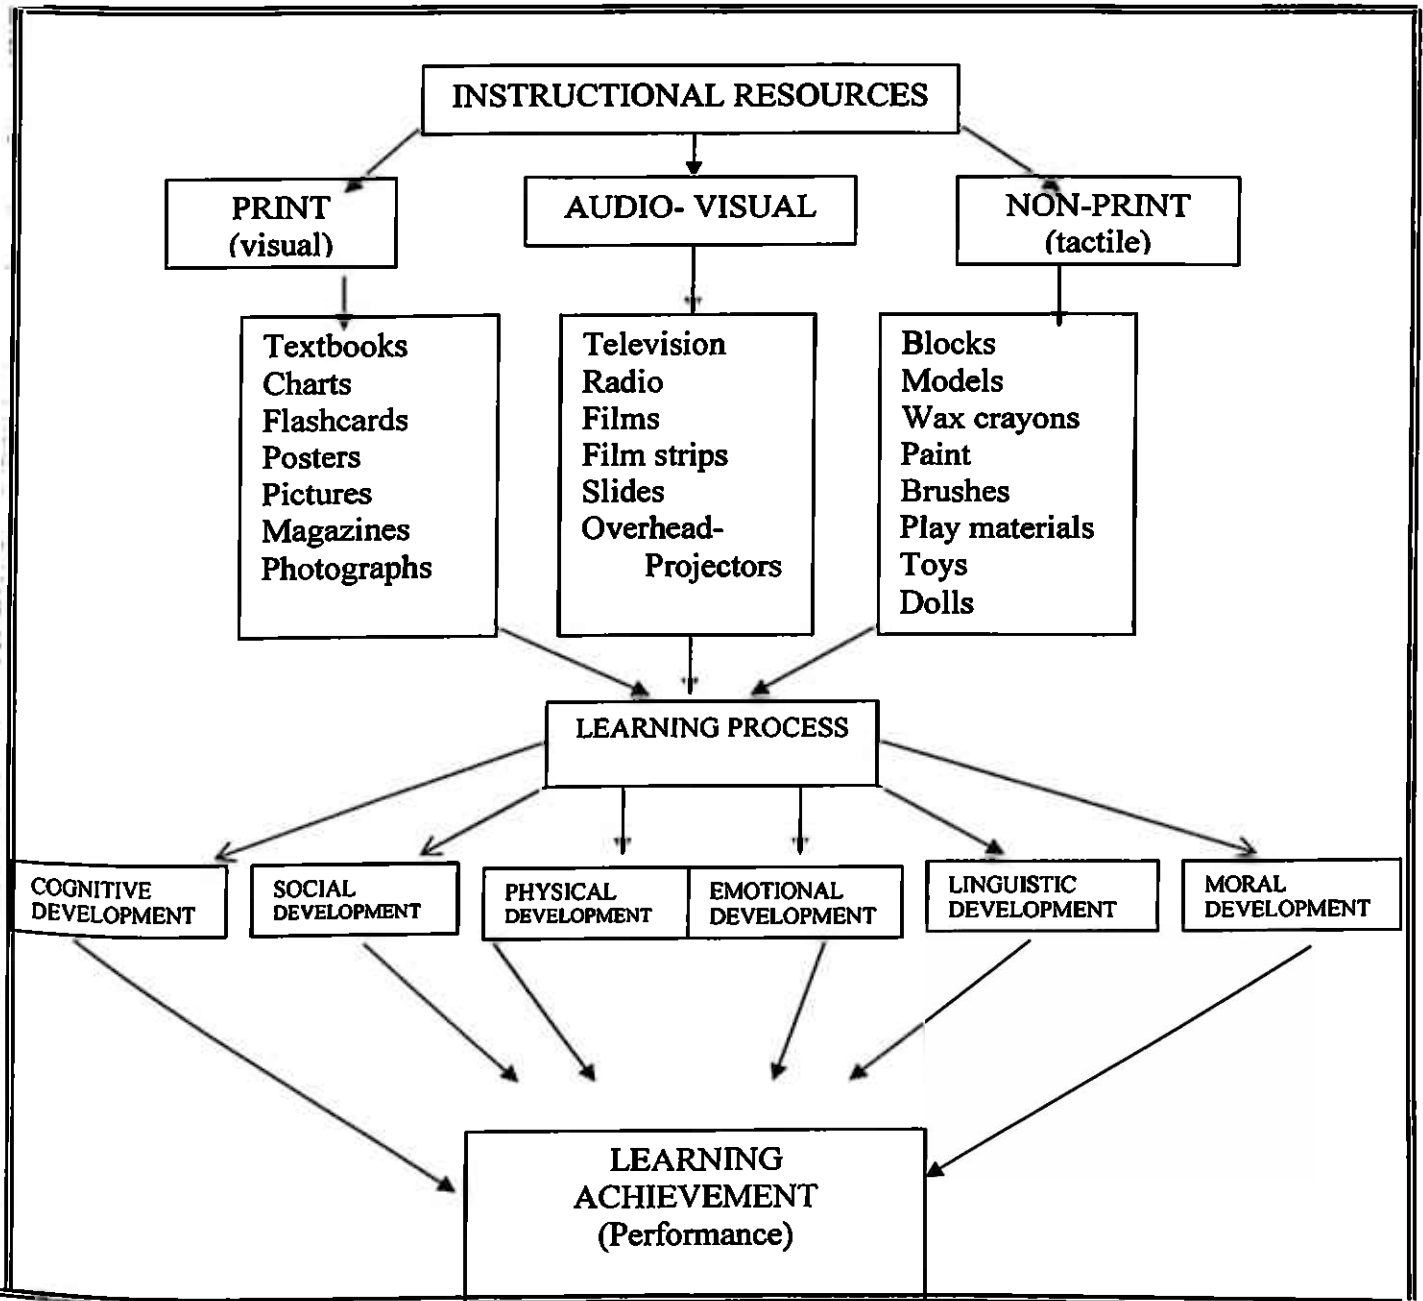 INSTRUCTIONAL RESOURCES
PRINT
(visual)
AUDIO- VISUAL
NON-PRINT
(tactile)
Textbooks
Charts
Flashcards
Posters
Pictures
Magazines
Photographs
Television
Radio
Films
Film strips
Slides
Overhead-
Projectors
Blocks
Models
Wax crayons
Paint
Brushes
Play materials
Toys
Dolls
LEARNING PROCESS
COGNITIVE
DEVELOPMENT
SOCIAL
DEVELOPMENT
PHYSICAL
DEVELOPMENT
EMOTIONAL
DEVELOPMENT
LINGUISTIC
DEVELOPMENT
MORAL
DEVELOPMENT
LEARNING
ACHIEVEMENT
(Performance)